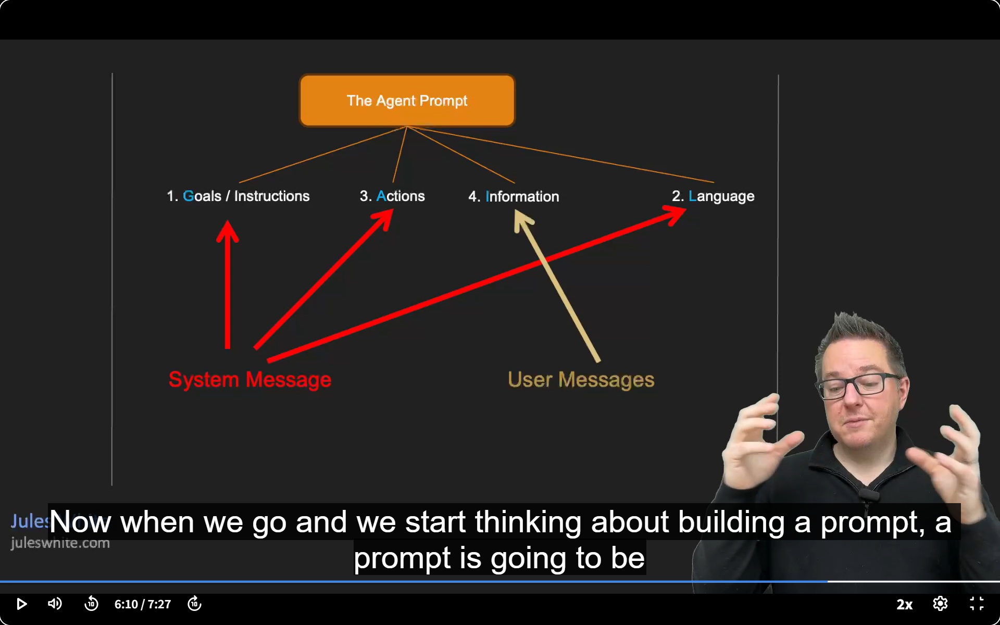 The Agent Prompt
1. Goals / Instructions
3. Actions
4. Information
2. Language
System Message
User Messages
Jules White
juleswhite.com
Now when we go and we start thinking about building a prompt, a
prompt is going to be
10
6:10 / 7:27
10
2x